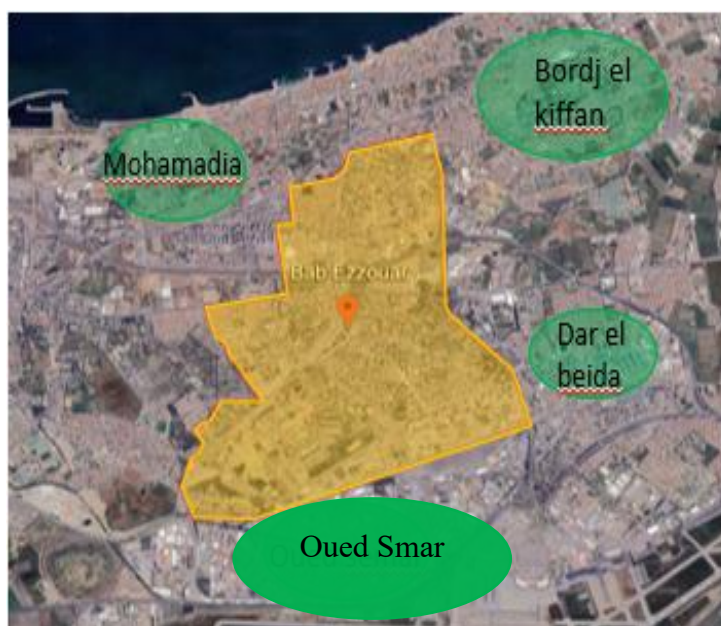 Bordj el
kiffan
Mohamadia
Bab Ezzouar
Dar el
beida
Oued Smar